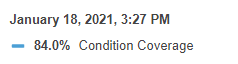 January 18, 2021, 3:27 PM
84.0% Condition Coverage